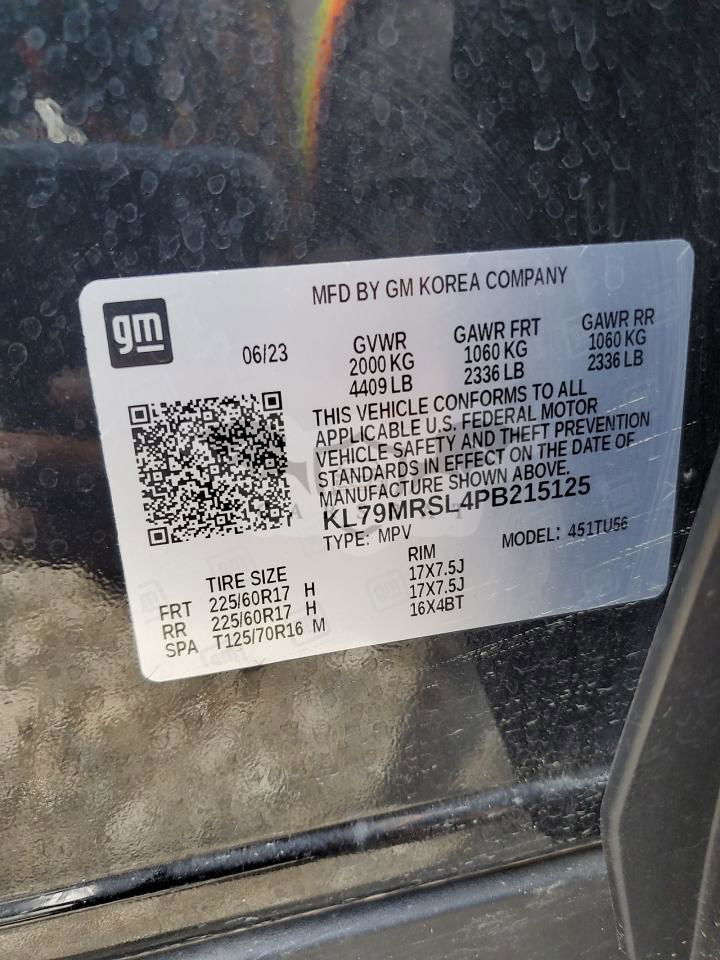 MFD BY GM KOREA COMPANY
gm
06/23
GVWR
2000 KG
4409 LB
GAWR FRT
1060 KG
2336 LB
GAWR RR
1060 KG
2336 LB
THIS VEHICLE CONFORMS TO ALL
APPLICABLE U.S. FEDERAL MOTOR
VEHICLE SAFETY AND THEFT PREVENTION
STANDARDS IN EFFECT ON THE DATE OF
MANUFACTURE SHOWN ABOVE.
KL79MRSL4PB215125
TYPE: MPV
MODEL: 451TU56
TIRE SIZE
RIM
FRT 225/60R17 H 17X7.5J
RR 225/60R17 H 17X7.5J
SPA T125/70R16 M 16X4BT